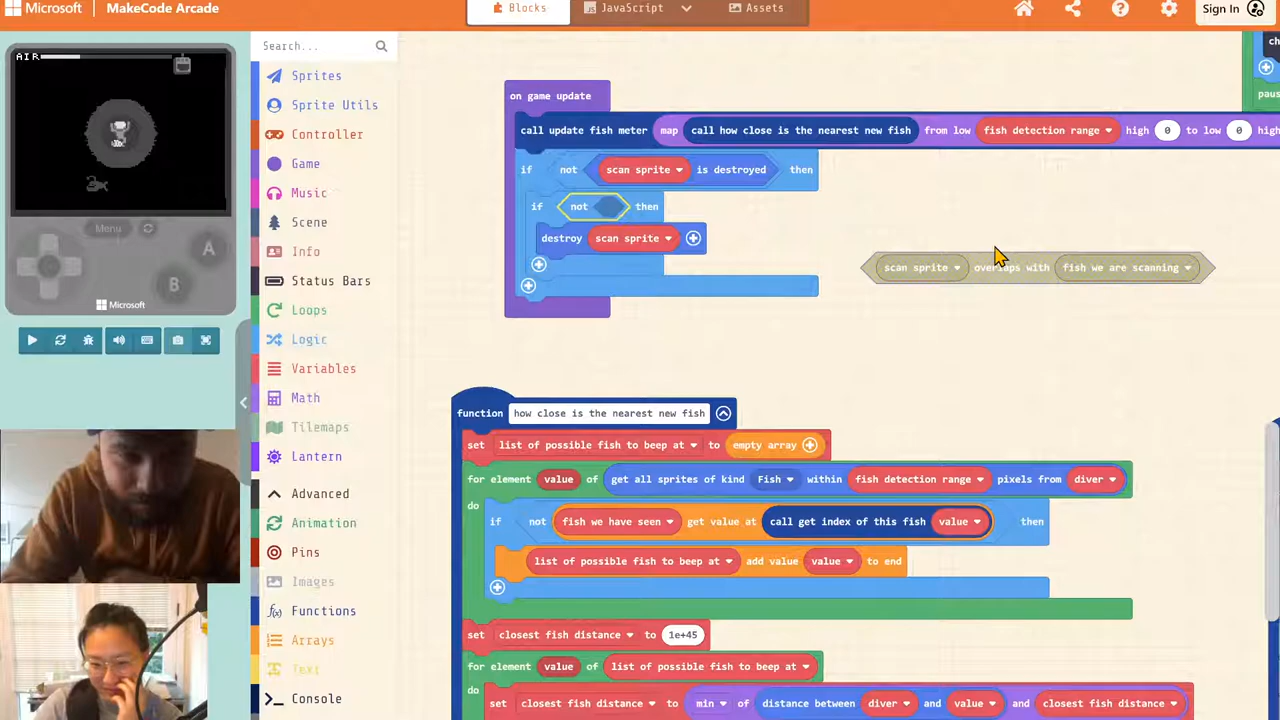 Microsoft MakeCode Arcade Blocks JavaScript Assets Sign In
AIR
Menu
A
B
Microsoft
Search...
Sprites
Sprite Utils
Controller
Game
Music
Scene
Info
Status Bars
Loops
Logic
Variables
Math
Tilemaps
Lantern
Advanced
Animation
Pins
Images
Functions
Arrays
Text
Console
on game update
call update fish meter map call how close is the nearest new fish from low fish detection range high 0 to low 0 high
if not scan sprite is destroyed then
if not then
destroy scan sprite
scan sprite overlaps with fish we are scanning
ch
paus
function how close is the nearest new fish
set list of possible fish to beep at to empty array
for element value of get all sprites of kind Fish within fish detection range pixels from diver
do
if not fish we have seen get value at call get index of this fish value then
list of possible fish to beep at add value value to end
set closest fish distance to 1e+45
for element value of list of possible fish to beep at
do
set closest fish distance to min of distance between diver and value and closest fish distance